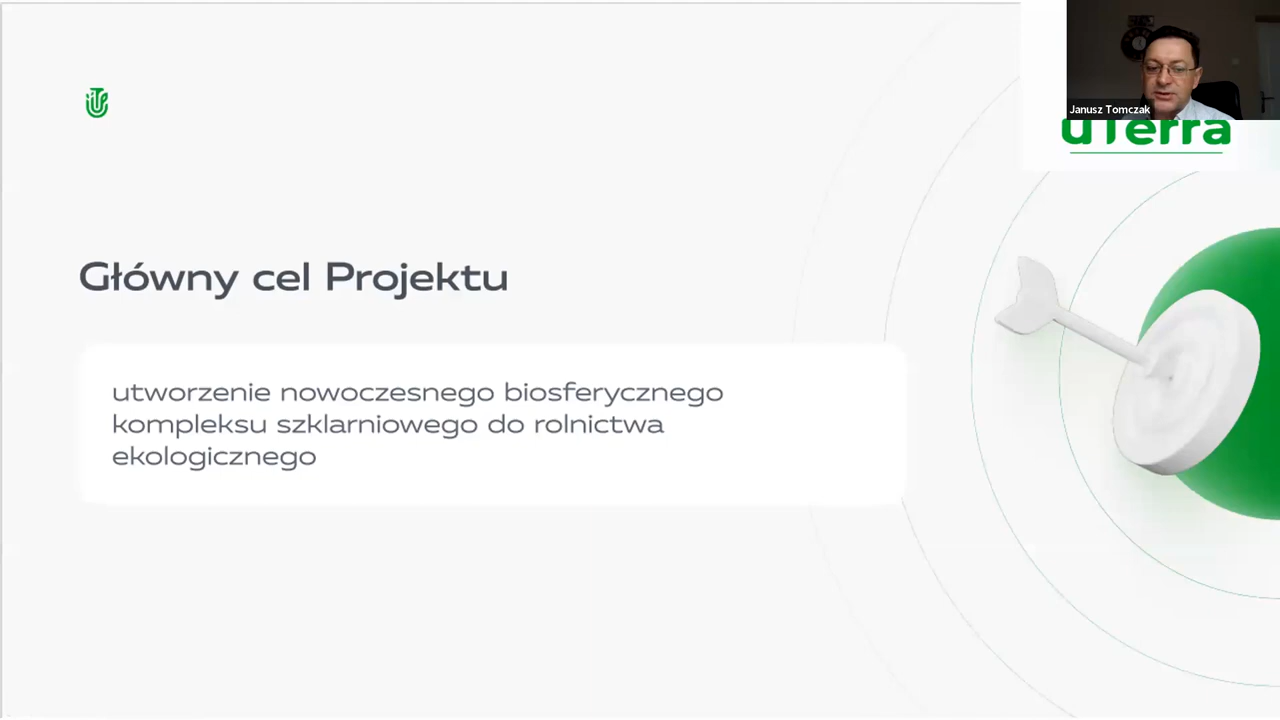 Janusz Tomczak
uTerra
Główny cel Projektu
utworzenie nowoczesnego biosferycznego
kompleksu szklarniowego do rolnictwa
ekologicznego